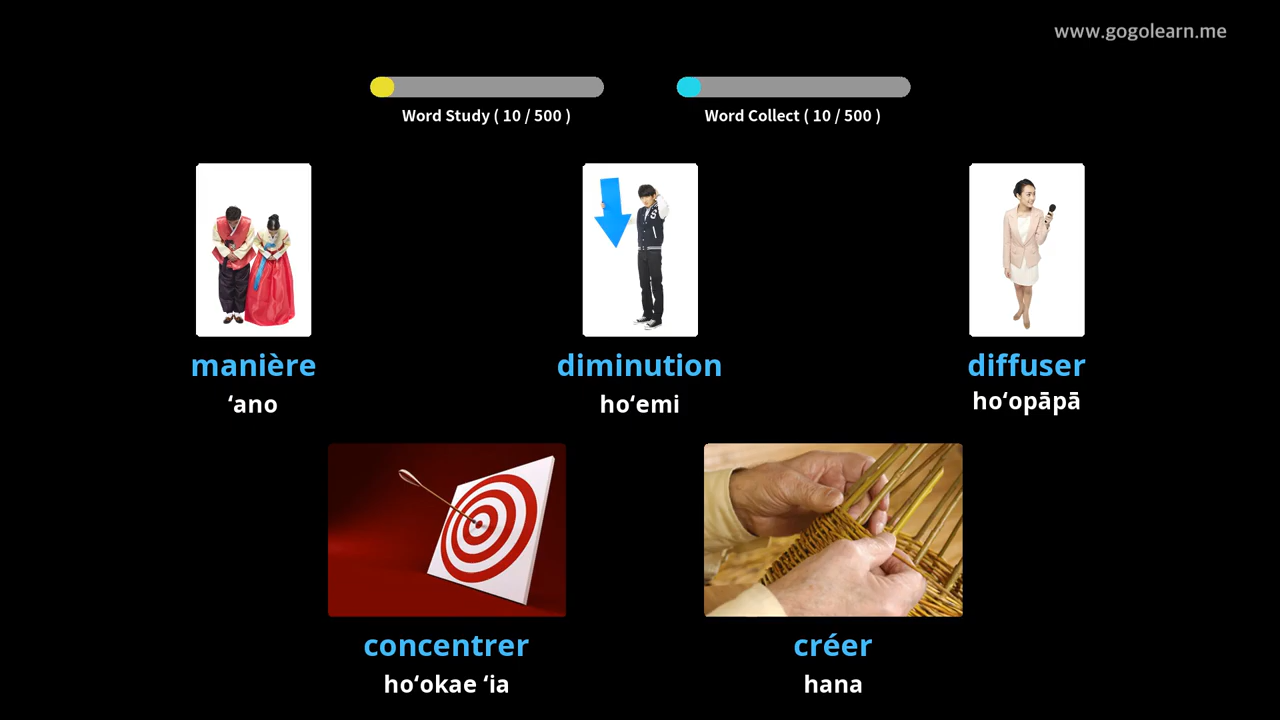 www.gogolearn.me
Word Study ( 10 / 500 )
Word Collect ( 10 / 500 )
manière
diminution
diffuser
ʻano
hoʻemi
hoʻopāpā
concentrer
créer
hoʻokae ʻia
hana